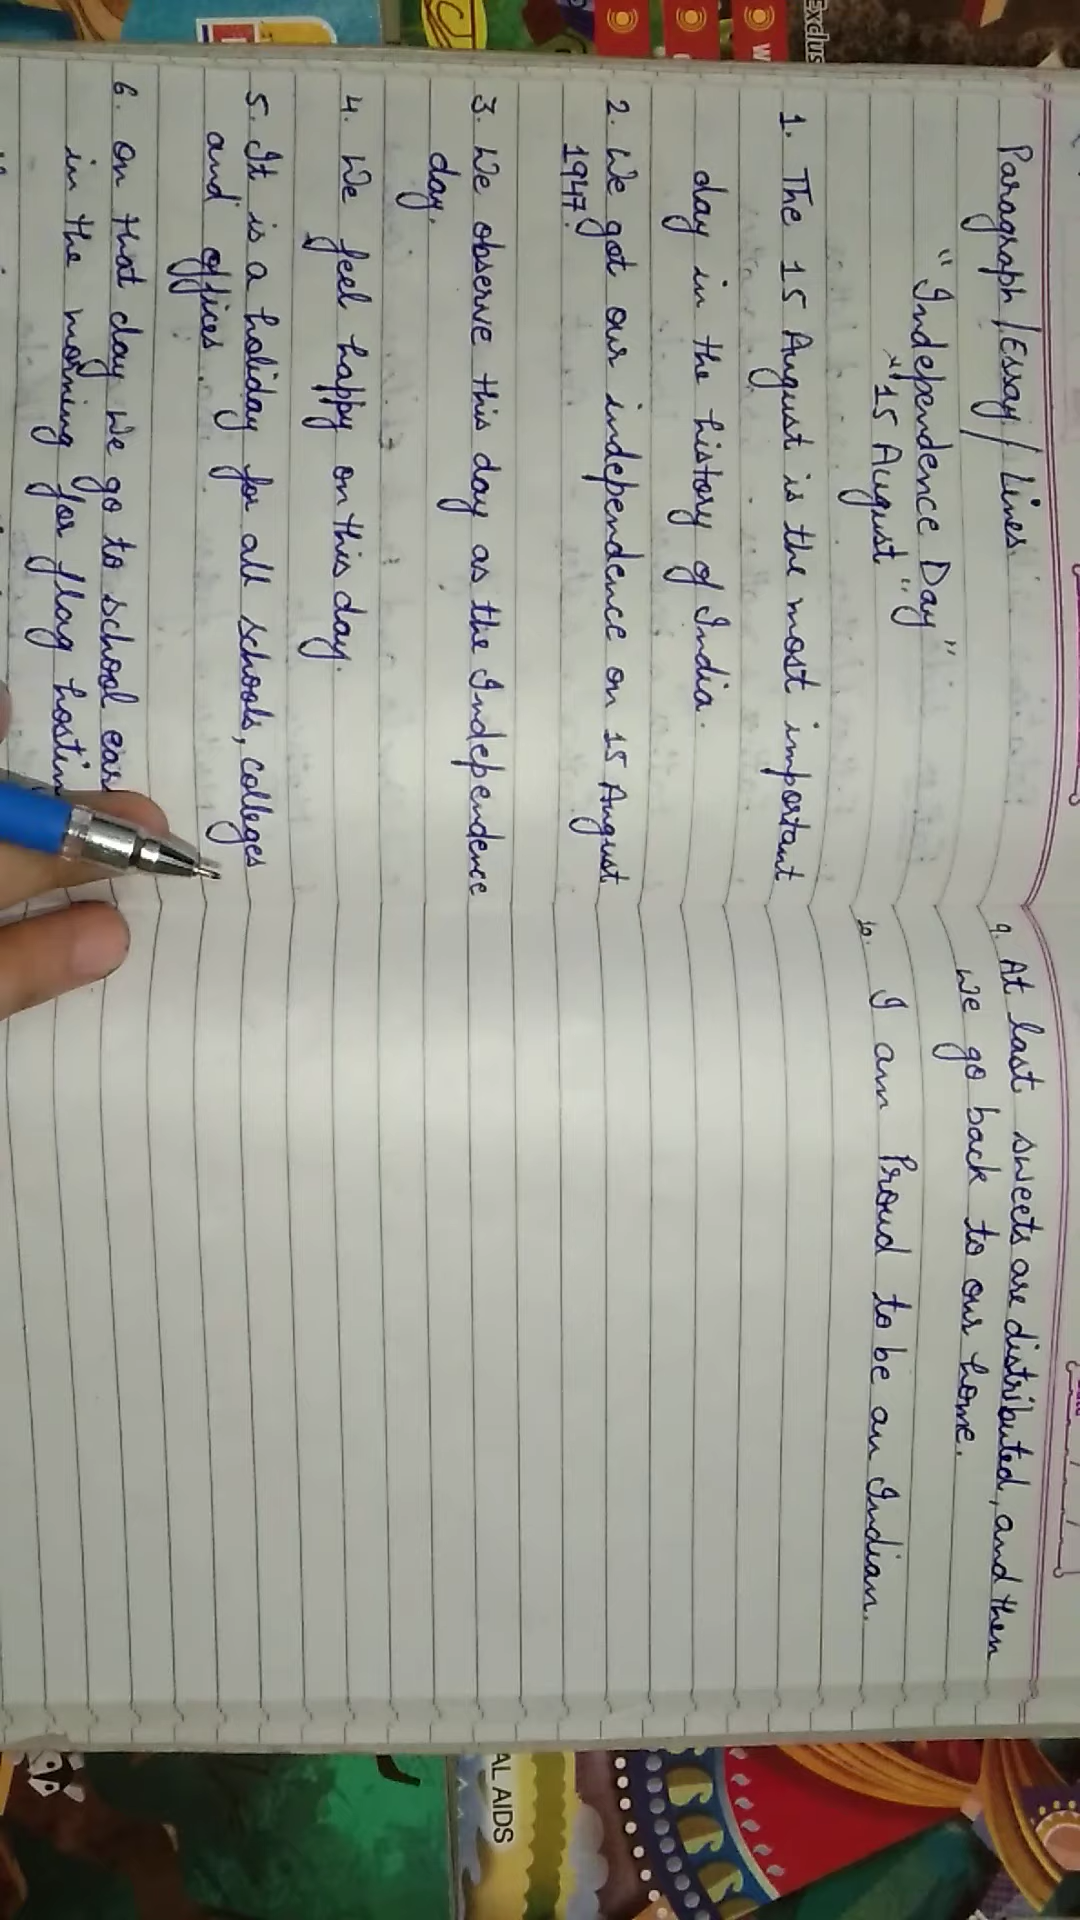 Paragraph/Essay/Lines
"Independence Day"
"15 August"
1. The 15 August is the most important
day in the history of India.
2. We got our independence on 15 August
1947.
3. We observe this day as the Independence
day.
4. We feel happy on this day.
5. It is a holiday for all schools, colleges
and offices.
6. On that day we go to school
in the morning for flag
9. At last sweets are distributed, and then
we go back to our home.
10. I am Proud to be an Indian.
AL AIDS